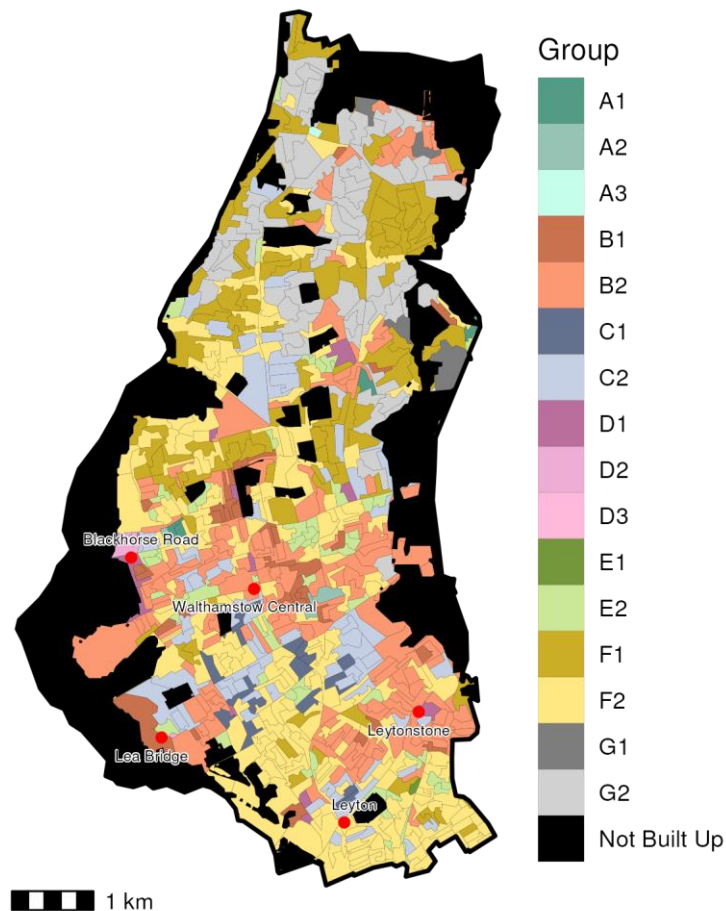 Group
A1
A2
A3
B1
B2
C1
C2
D1
D2
D3
E1
E2
F1
F2
G1
G2
Not Built Up
Blackhorse Road
Walthamstow Central
Leytonstone
Lea Bridge
Leyton
1 km